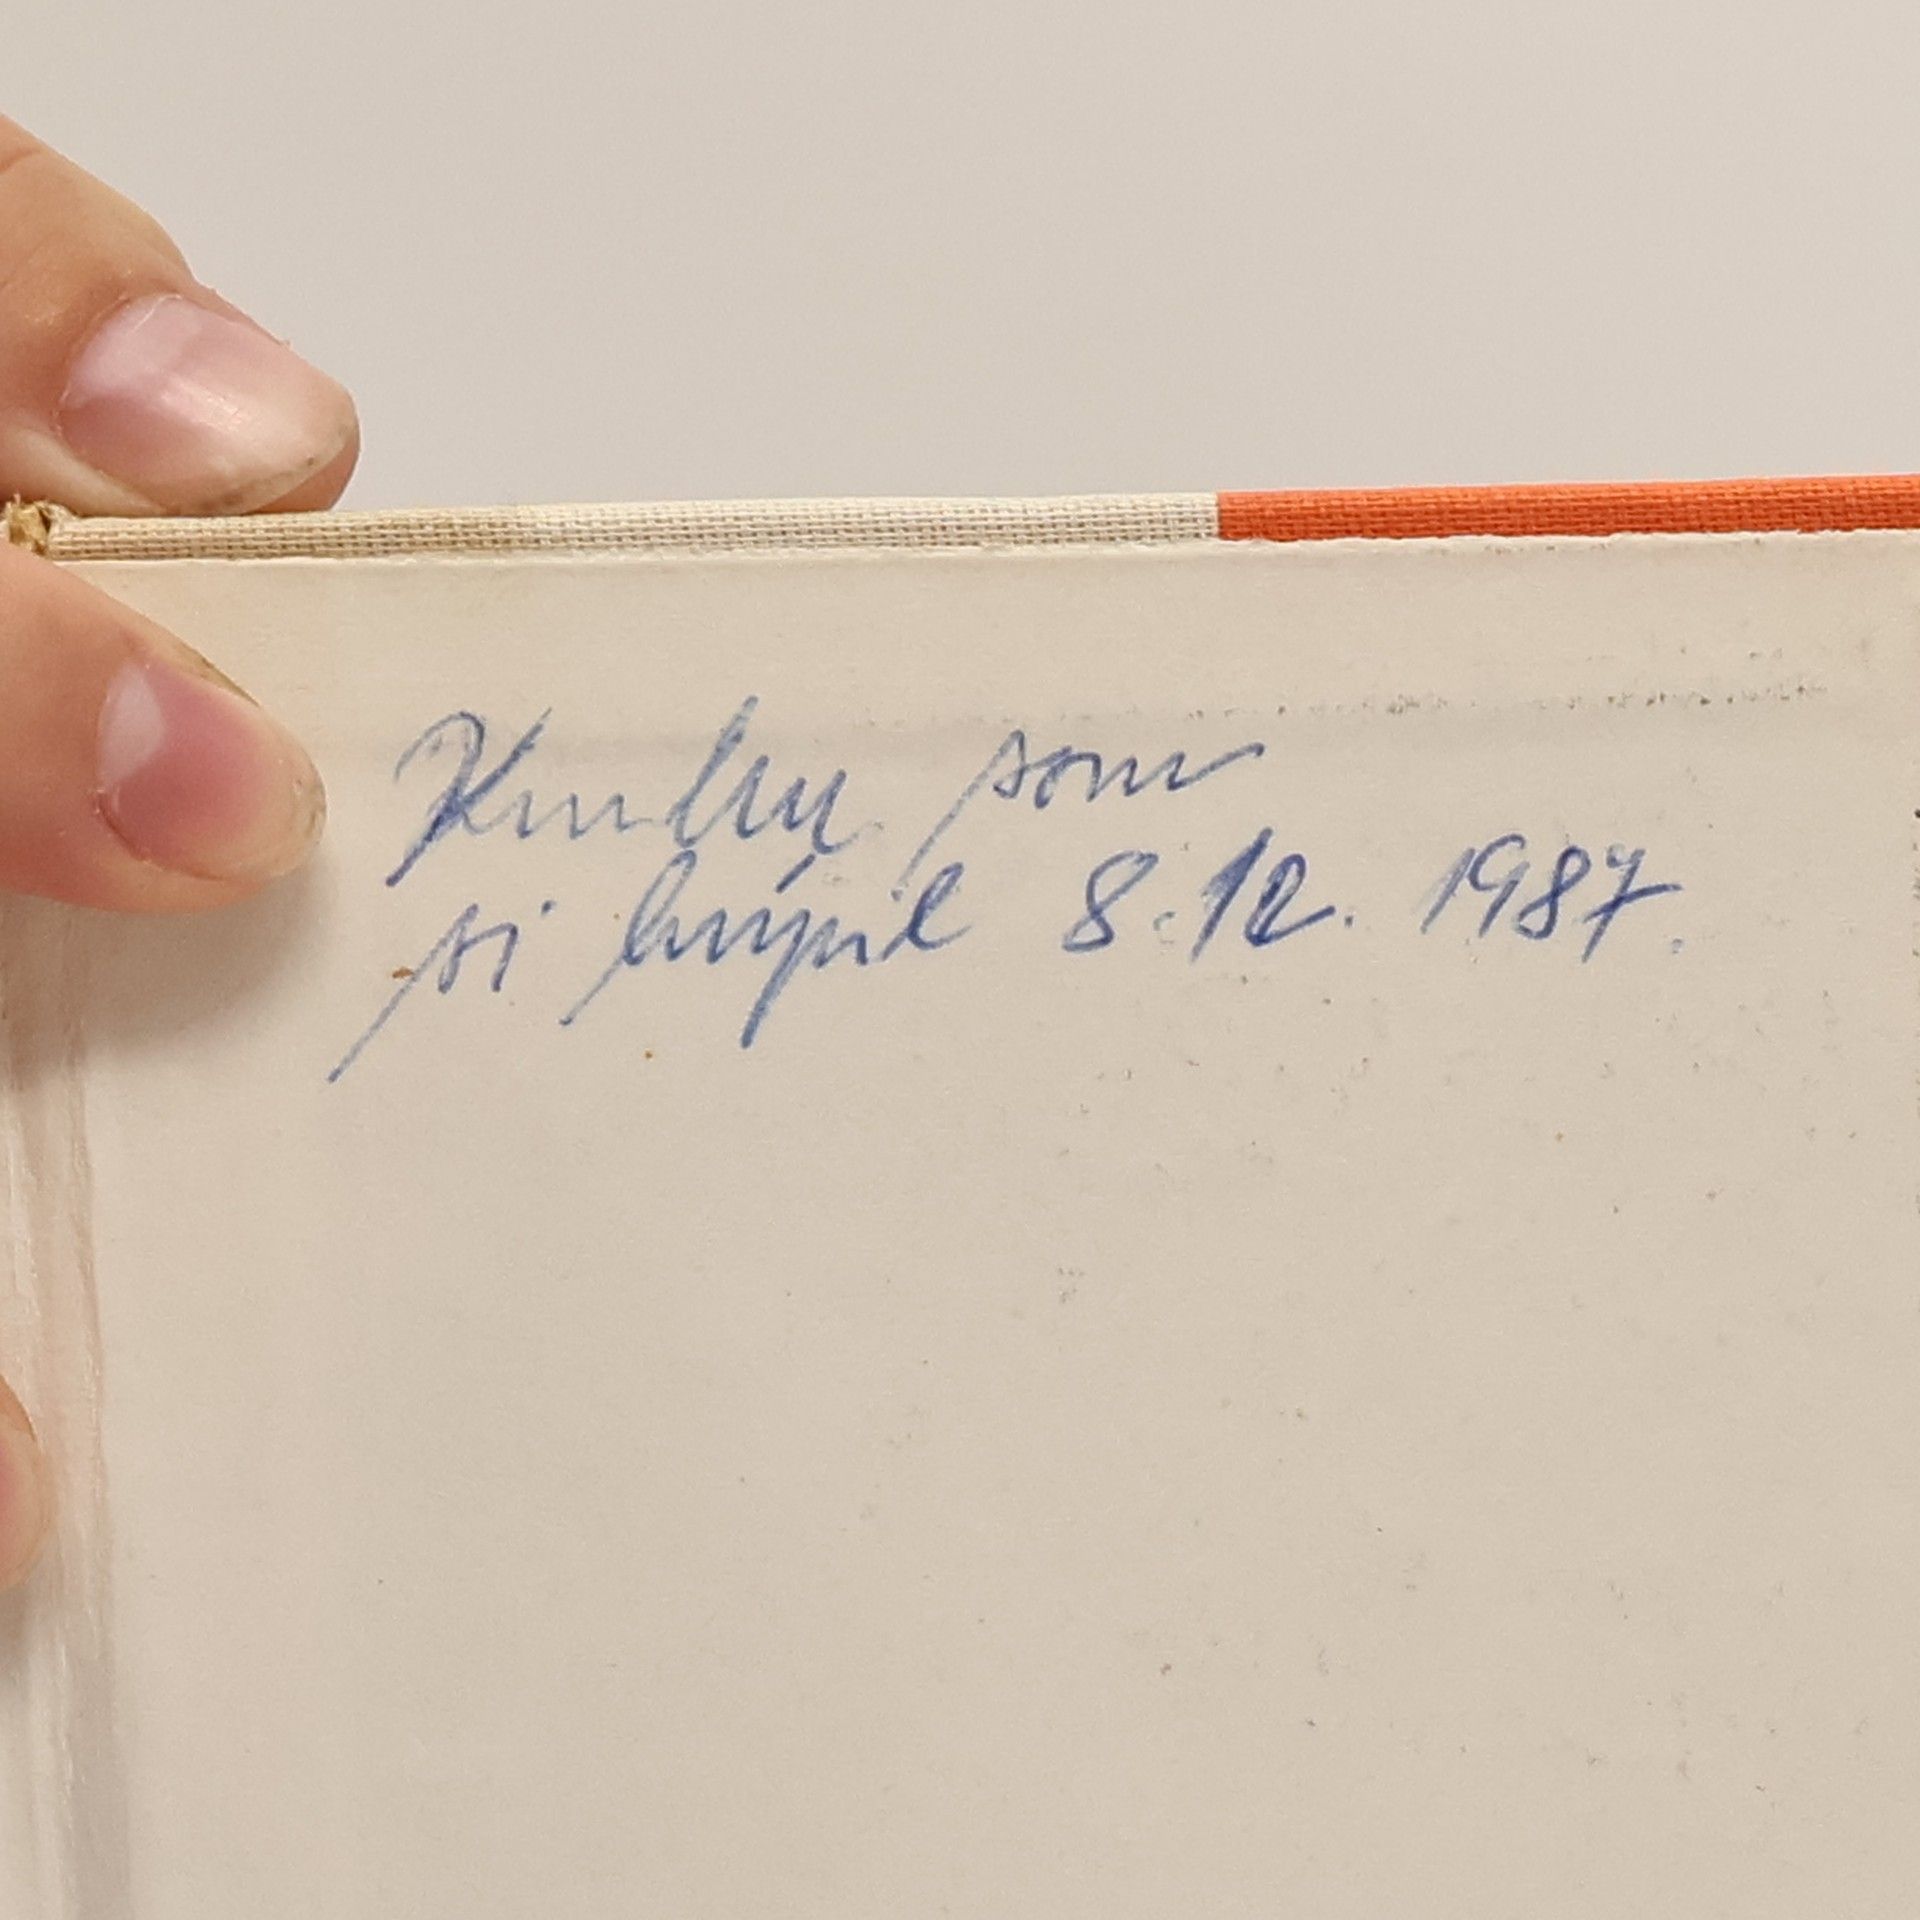 Knihu som
si kúpil 8.12. 1987.